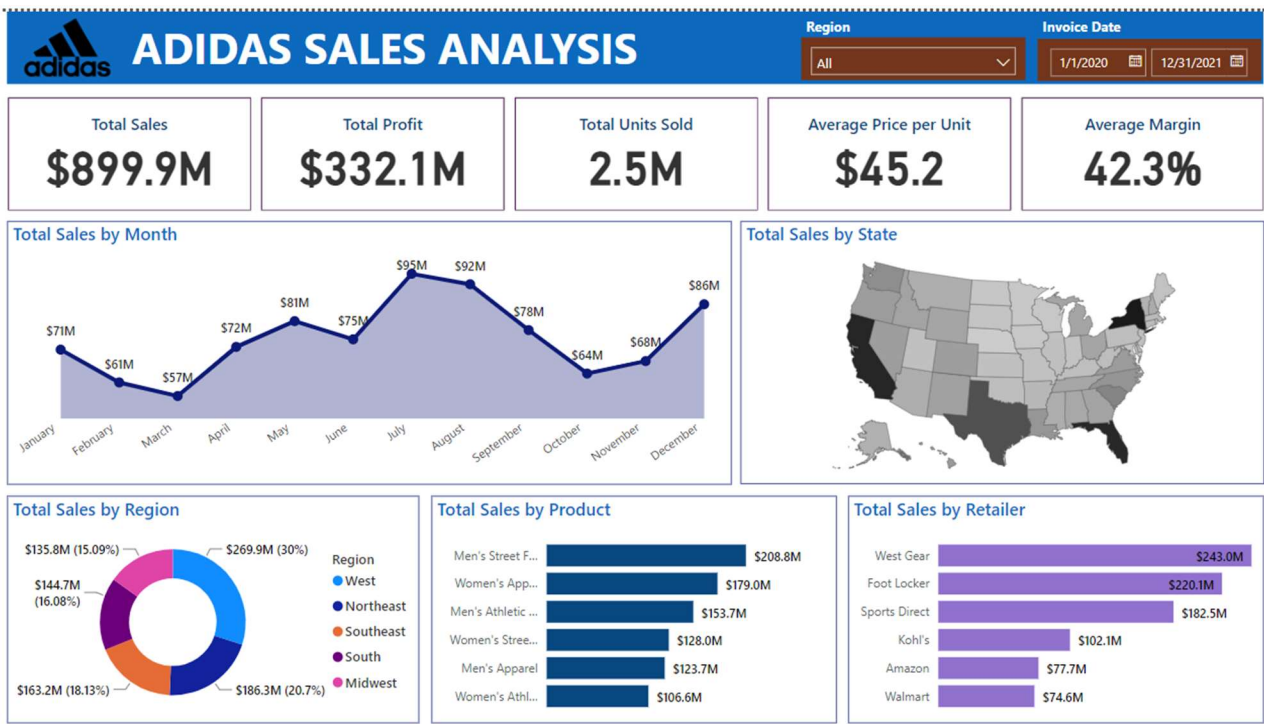 adidas
ADIDAS SALES ANALYSIS
Region
All
Invoice Date
1/1/2020
12/31/2021
Total Sales
$899.9M
Total Profit
$332.1M
Total Units Sold
2.5M
Average Price per Unit
$45.2
Average Margin
42.3%
Total Sales by Month
$71M
$61M
$57M
$72M
$81M
$75M
$95M
$92M
$78M
$64M
$68M
$86M
January
February
March
April
May
June
July
August
September
October
November
December
Total Sales by State
Total Sales by Region
$135.8M (15.09%)
$269.9M (30%)
$144.7M
(16.08%)
$163.2M (18.13%)
$186.3M (20.7%)
Region
West
Northeast
Southeast
South
Midwest
Total Sales by Product
Men's Street F... $208.8M
Women's App... $179.0M
Men's Athletic ... $153.7M
Women's Stree... $128.0M
Men's Apparel $123.7M
Women's Athl... $106.6M
Total Sales by Retailer
West Gear $243.0M
Foot Locker $220.1M
Sports Direct $182.5M
Kohl's $102.1M
Amazon $77.7M
Walmart $74.6M